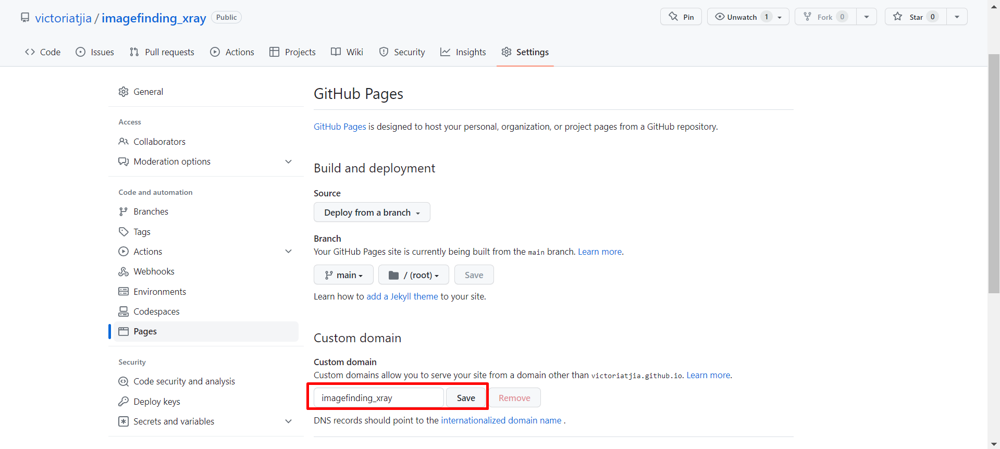 victoriatjia / imagefinding_xray Public Pin Unwatch 1 Fork 0 Star 0
Code Issues Pull requests Actions Projects Wiki Security Insights Settings
General
Access
Collaborators
Moderation options
Code and automation
Branches
Tags
Actions
Webhooks
Environments
Codespaces
Pages
Security
Code security and analysis
Deploy keys
Secrets and variables
GitHub Pages
GitHub Pages is designed to host your personal, organization, or project pages from a GitHub repository.
Build and deployment
Source
Deploy from a branch
Branch
Your GitHub Pages site is currently being built from the main branch. Learn more.
main / (root) Save
Learn how to add a Jekyll theme to your site.
Custom domain
Custom domain
Custom domains allow you to serve your site from a domain other than victoriatjia.github.io. Learn more.
imagefinding_xray Save Remove
DNS records should point to the internationalized domain name .